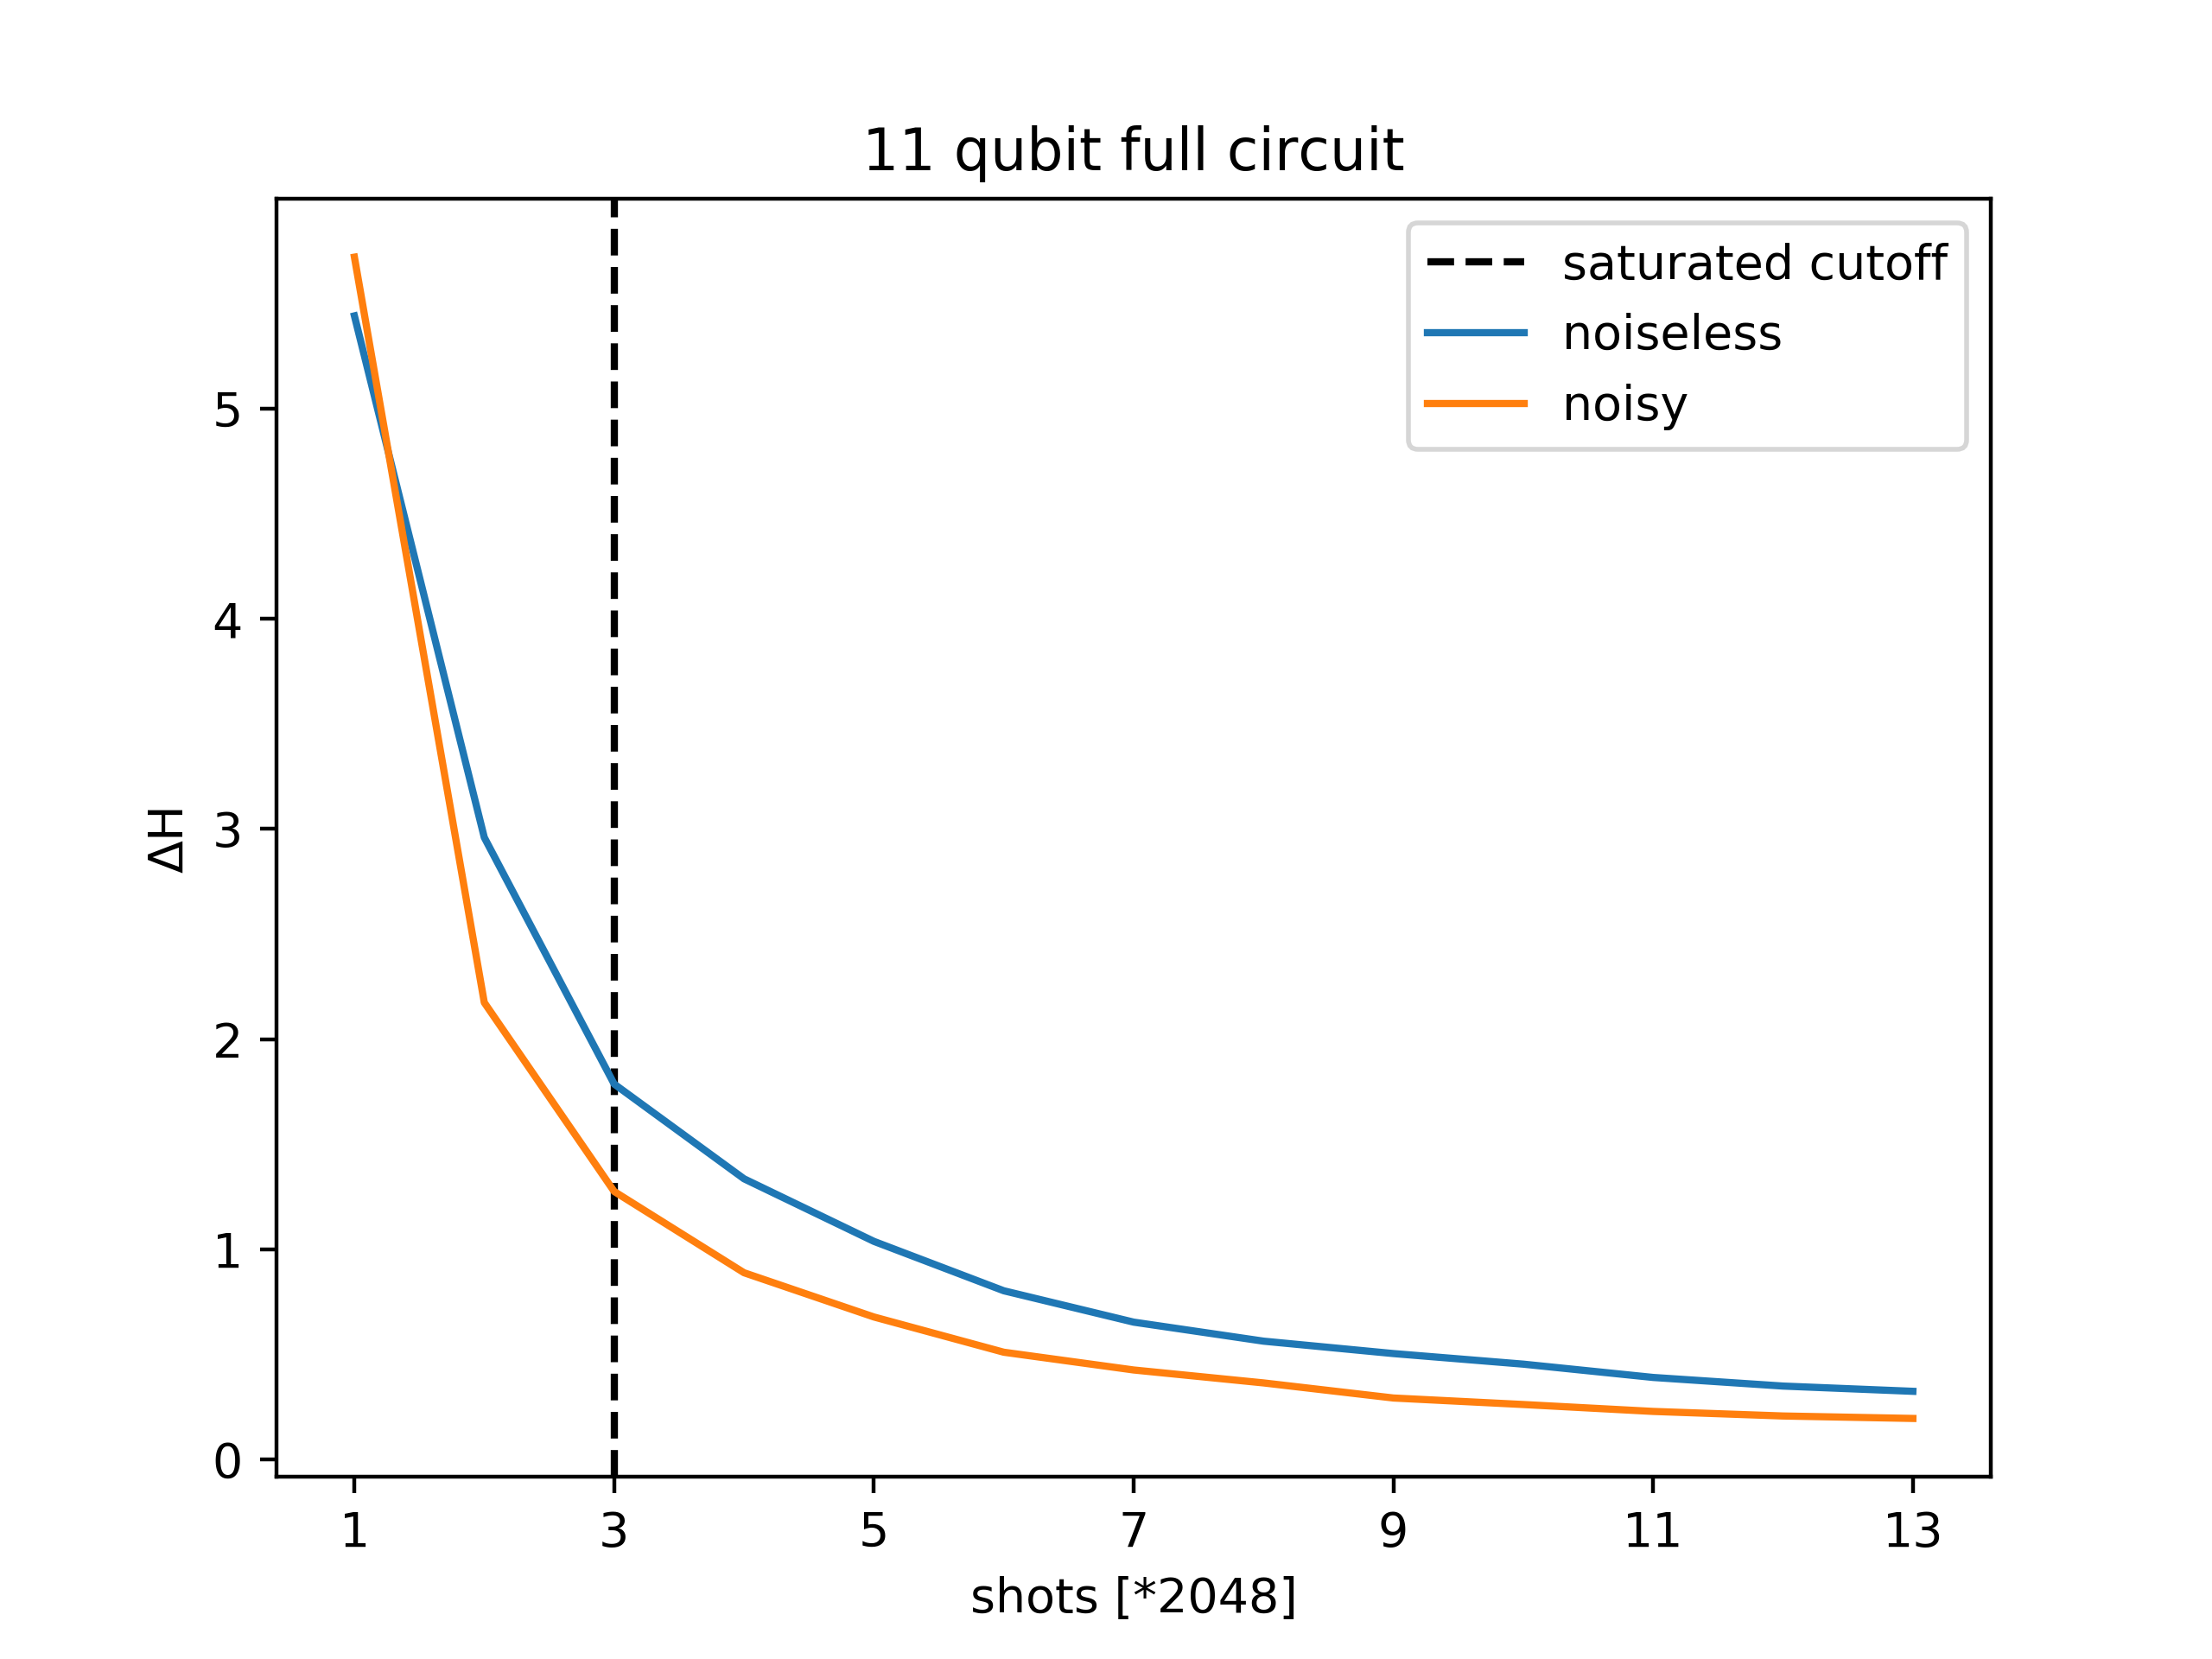 11 qubit full circuit
saturated cutoff
noiseless
noisy
ΔH
5
4
3
2
1
0
1 3 5 7 9 11 13
shots [*2048]